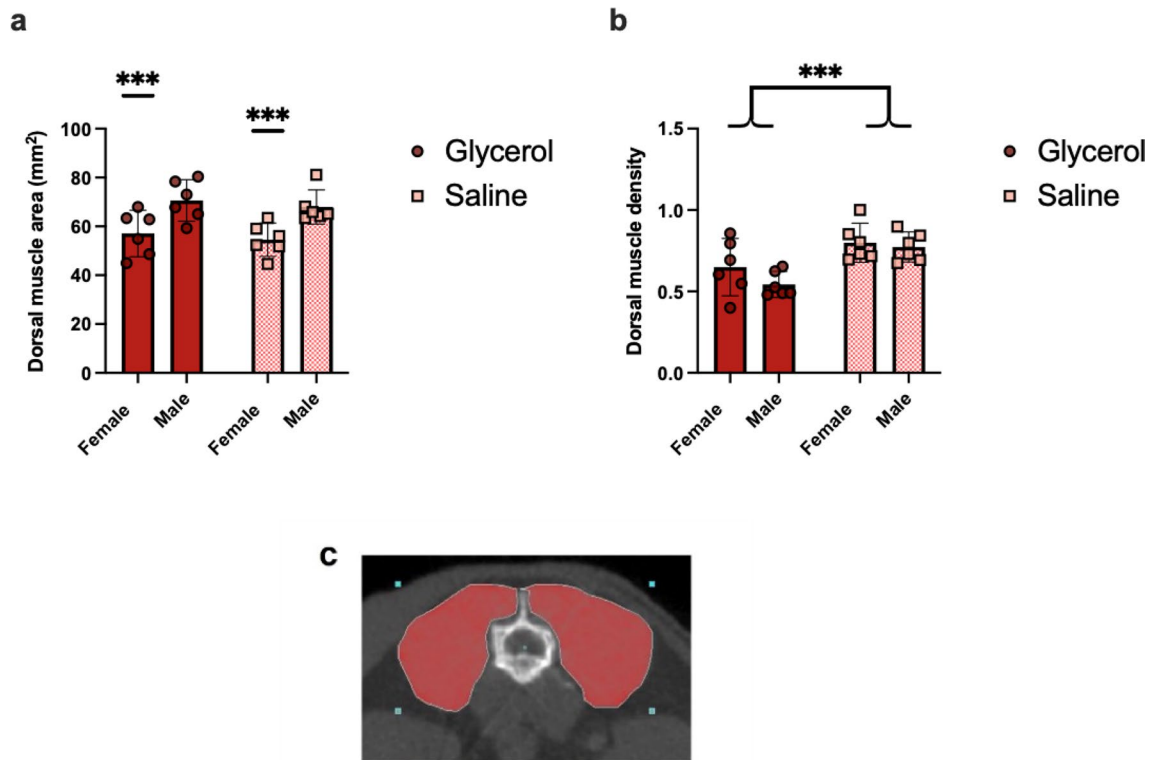 a
***
***
Dorsal muscle area (mm²)
100
80
60
40
20
0
Female
Male
Female
Male
Glycerol
Saline
b
***
Dorsal muscle density
1.5
1.0
0.5
0.0
Female
Male
Female
Male
Glycerol
Saline
c